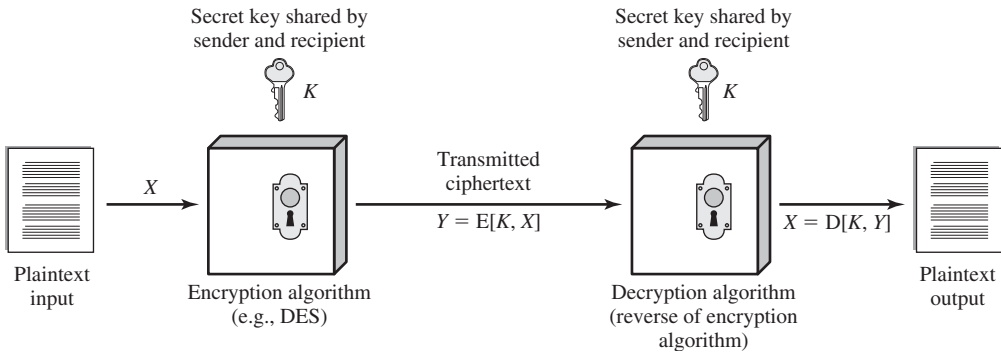 Secret key shared by
sender and recipient
K
Secret key shared by
sender and recipient
K
X
Transmitted
ciphertext
Y = E[K, X]
X = D[K, Y]
Plaintext
input
Encryption algorithm
(e.g., DES)
Decryption algorithm
(reverse of encryption
algorithm)
Plaintext
output